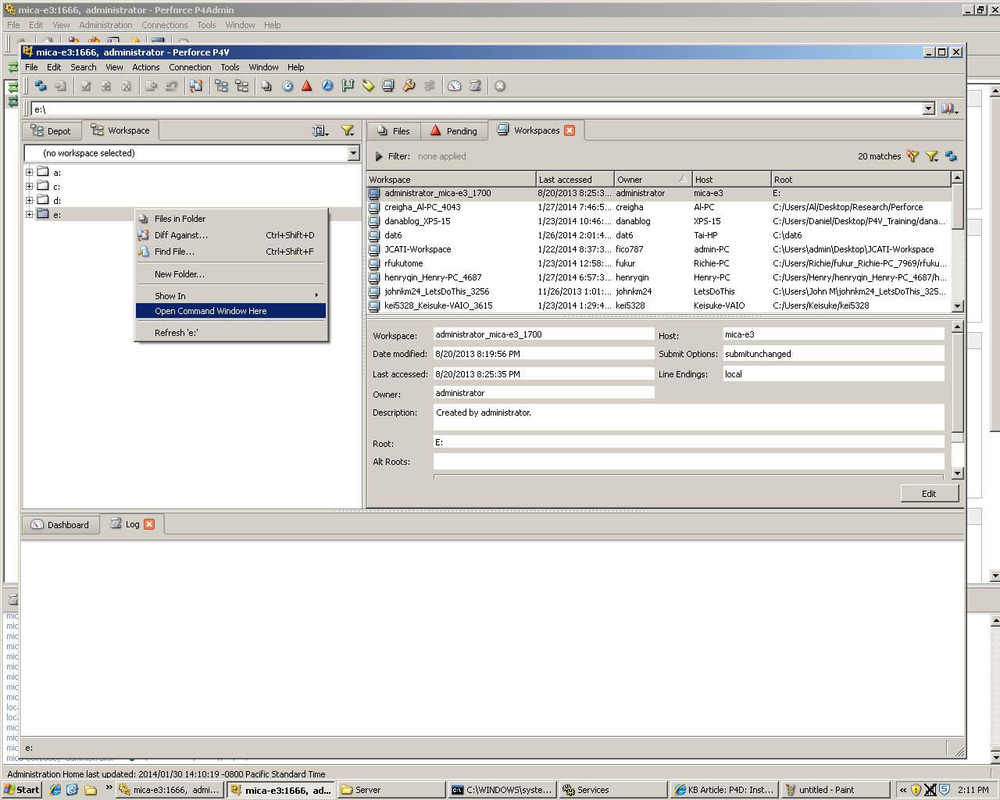 mica-e3:1666, administrator - Perforce P4Admin
File Edit View Administration Connections Tools Window Help
mica-e3:1666, administrator - Perforce P4V
File Edit Search View Actions Connection Tools Window Help
e:\
Depot Workspace
(no workspace selected)
a:
c:
d:
e:
Files in Folder
Diff Against... Ctrl+Shift+D
Find File... Ctrl+Shift+F
New Folder...
Show In
Open Command Window Here
Refresh 'e:'
Files Pending Workspaces
Filter: none applied 20 matches
Workspace Last accessed Owner Host Root
administrator_mica-e3_1700 8/20/2013 8:25:3... administrator mica-e3 E:
creigha_Al-PC_4043 1/27/2014 7:46:5... creigha Al-PC C:/Users/Al/Desktop/Research/Perforce
danablog_XPS-15 1/23/2014 10:46:... danablog XPS-15 C:/Users/Daniel/Desktop/P4V_Training/dana...
dat6 1/26/2014 2:01:4... dat6 Tai-HP C:\dat6
JCATI-Workspace 1/22/2014 8:37:3... fico787 admin-PC C:\Users\admin\Desktop\JCATI-Workspace
rfukutome 1/23/2014 12:58:... fukur Richie-PC C:/Users/Richie/fukur_Richie-PC_7969/rfuku...
henryqin_Henry-PC_4687 1/27/2014 6:57:3... henryqin Henry-PC C:/Users/Henry/henryqin_Henry-PC_4687/h...
johnkm24_LetsDoThis_3256 11/26/2013 1:01:... johnkm24 LetsDoThis C:\Users\John M\johnkm24_LetsDoThis_325...
kei5328_Keisuke-VAIO_3615 1/23/2014 1:29:4... kei5328 Keisuke-VAIO C:/Users/Keisuke/kei5328
Workspace: administrator_mica-e3_1700 Host: mica-e3
Date modified: 8/20/2013 8:19:56 PM Submit Options: submitunchanged
Last accessed: 8/20/2013 8:25:35 PM Line Endings: local
Owner: administrator
Description: Created by administrator.
Root: E:
Alt Roots:
Edit
Dashboard Log
e:
Administration Home last updated: 2014/01/30 14:10:19 -0800 Pacific Standard Time
Start mica-e3:1666, admi... mica-e3:1666, ad... Server C:\WINDOWS\syste... Services KB Article: P4D: Inst... untitled - Paint 2:11 PM